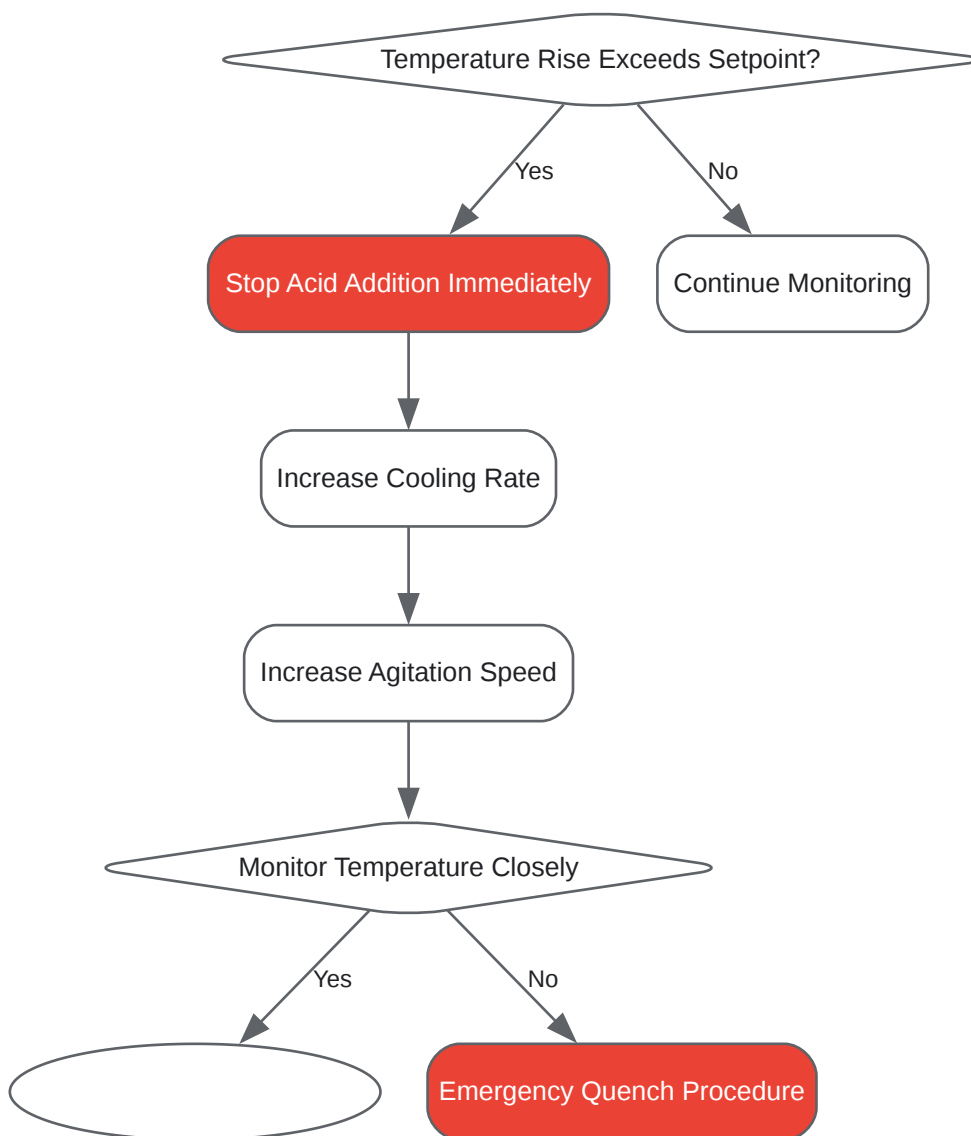 Temperature Rise Exceeds Setpoint?
Yes
No
Stop Acid Addition Immediately
Continue Monitoring
Increase Cooling Rate
Increase Agitation Speed
Monitor Temperature Closely
Yes
No
Emergency Quench Procedure